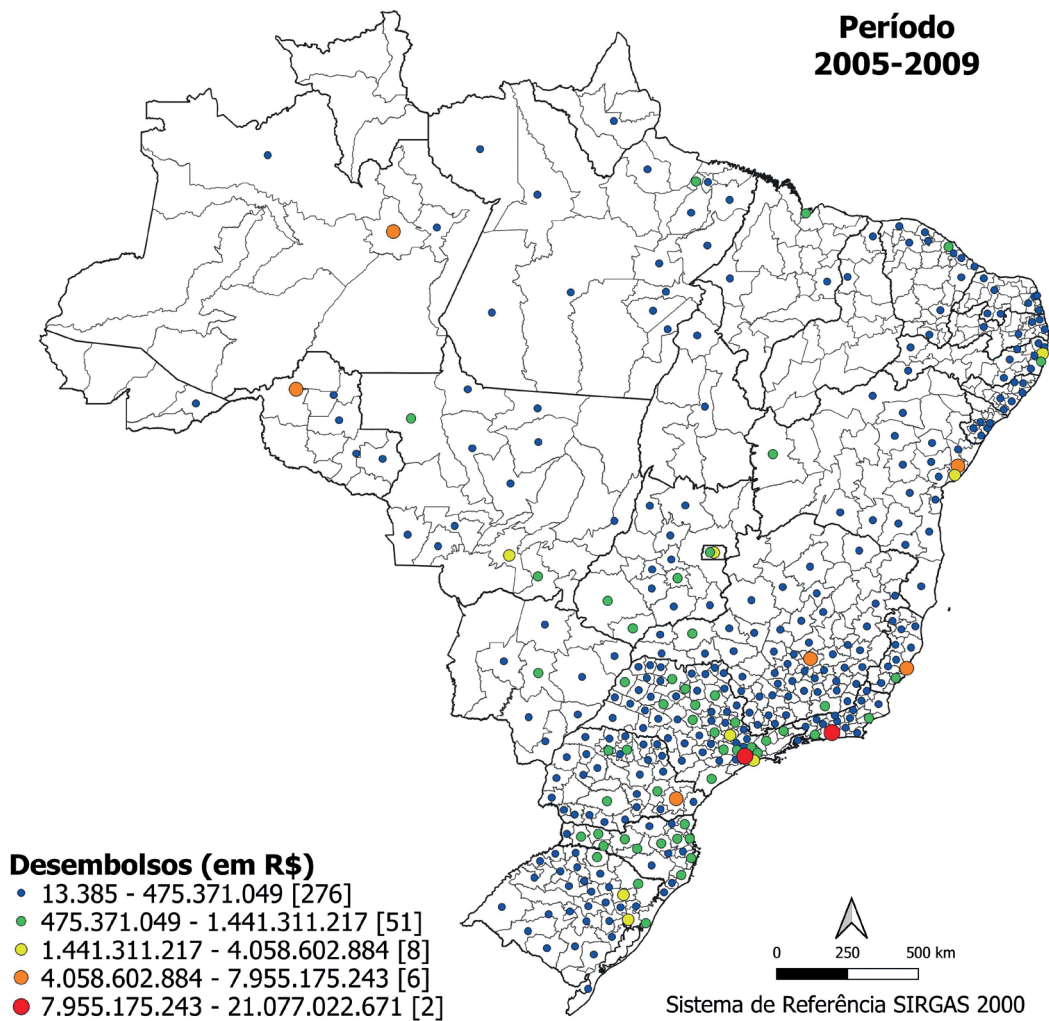 Período
2005-2009
Desembolsos (em R$)
13.385 - 475.371.049 [276]
475.371.049 - 1.441.311.217 [51]
1.441.311.217 - 4.058.602.884 [8]
4.058.602.884 - 7.955.175.243 [6]
7.955.175.243 - 21.077.022.671 [2]
0 250 500 km
Sistema de Referência SIRGAS 2000